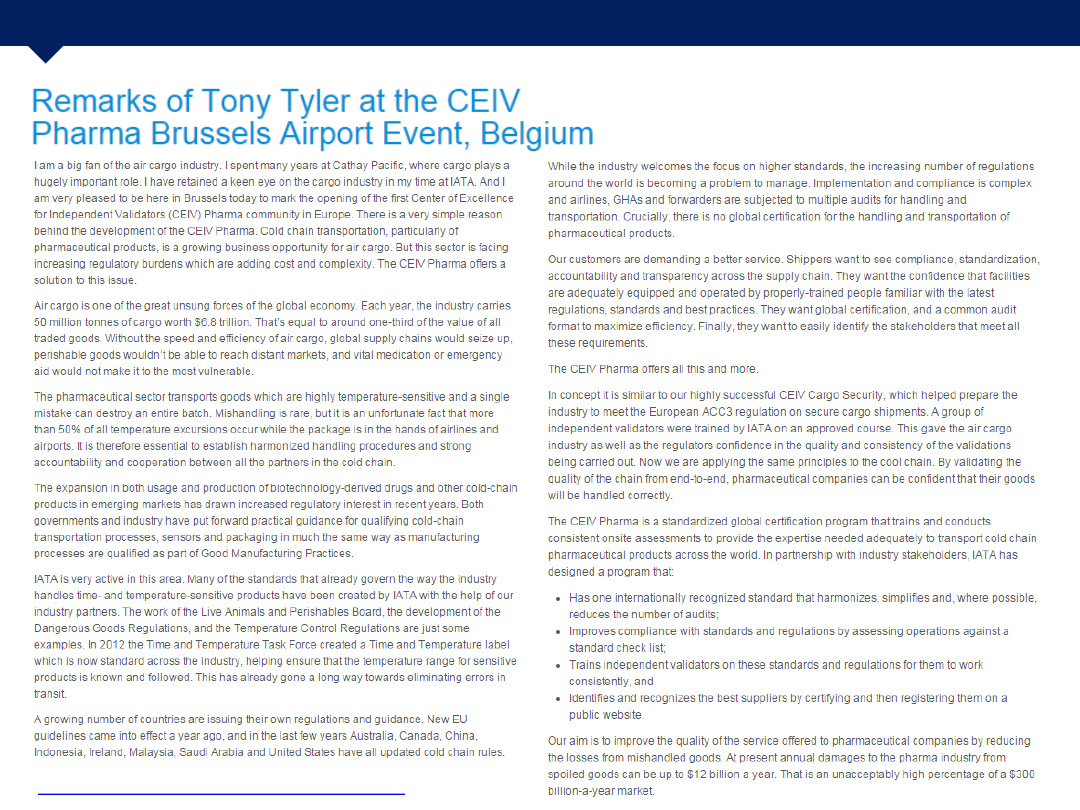 Remarks of Tony Tyler at the CEIV
Pharma Brussels Airport Event, Belgium
I am a big fan of the air cargo industry. I spent many years at Cathay Pacific, where cargo plays a
hugely important role. I have retained a keen eye on the cargo industry in my time at IATA. And I
am very pleased to be here in Brussels today to mark the opening of the first Center of Excellence
for Independent Validators (CEIV) Pharma community in Europe. There is a very simple reason
behind the development of the CEIV Pharma. Cold chain transportation, particularly of
pharmaceutical products, is a growing business opportunity for air cargo. But this sector is facing
increasing regulatory burdens which are adding cost and complexity. The CEIV Pharma offers a
solution to this issue.
Air cargo is one of the great unsung forces of the global economy. Each year, the industry carries
50 million tonnes of cargo worth $6.8 trillion. That's equal to around one-third of the value of all
traded goods. Without the speed and efficiency of air cargo, global supply chains would seize up,
perishable goods wouldn't be able to reach distant markets, and vital medication or emergency
aid would not make it to the most vulnerable.
The pharmaceutical sector transports goods which are highly temperature-sensitive and a single
mistake can destroy an entire batch. Mishandling is rare, but it is an unfortunate fact that more
than 50% of all temperature excursions occur while the package is in the hands of airlines and
airports. It is therefore essential to establish harmonized handling procedures and strong
accountability and cooperation between all the partners in the cold chain.
The expansion in both usage and production of biotechnology-derived drugs and other cold-chain
products in emerging markets has drawn increased regulatory interest in recent years. Both
governments and industry have put forward practical guidance for qualifying cold-chain
transportation processes, sensors and packaging in much the same way as manufacturing
processes are qualified as part of Good Manufacturing Practices.
IATA is very active in this area. Many of the standards that already govern the way the industry
handles time- and temperature-sensitive products have been created by IATA with the help of our
industry partners. The work of the Live Animals and Perishables Board, the development of the
Dangerous Goods Regulations, and the Temperature Control Regulations are just some
examples. In 2012 the Time and Temperature Task Force created a Time and Temperature label
which is now standard across the industry, helping ensure that the temperature range for sensitive
products is known and followed. This has already gone a long way towards eliminating errors in
transit.
A growing number of countries are issuing their own regulations and guidance. New EU
guidelines came into effect a year ago, and in the last few years Australia, Canada, China,
Indonesia, Ireland, Malaysia, Saudi Arabia and United States have all updated cold chain rules.
While the industry welcomes the focus on higher standards, the increasing number of regulations
around the world is becoming a problem to manage. Implementation and compliance is complex
and airlines, GHAs and forwarders are subjected to multiple audits for handling and
transportation. Crucially, there is no global certification for the handling and transportation of
pharmaceutical products.
Our customers are demanding a better service. Shippers want to see compliance, standardization,
accountability and transparency across the supply chain. They want the confidence that facilities
are adequately equipped and operated by properly-trained people familiar with the latest
regulations, standards and best practices. They want global certification, and a common audit
format to maximize efficiency. Finally, they want to easily identify the stakeholders that meet all
these requirements.
The CEIV Pharma offers all this and more.
In concept it is similar to our highly successful CEIV Cargo Security, which helped prepare the
industry to meet the European ACC3 regulation on secure cargo shipments. A group of
independent validators were trained by IATA on an approved course. This gave the air cargo
industry as well as the regulators confidence in the quality and consistency of the validations
being carried out. Now we are applying the same principles to the cool chain. By validating the
quality of the chain from end-to-end, pharmaceutical companies can be confident that their goods
will be handled correctly.
The CEIV Pharma is a standardized global certification program that trains and conducts
consistent onsite assessments to provide the expertise needed adequately to transport cold chain
pharmaceutical products across the world. In partnership with industry stakeholders, IATA has
designed a program that:
• Has one internationally recognized standard that harmonizes, simplifies and, where possible,
reduces the number of audits;
• Improves compliance with standards and regulations by assessing operations against a
standard check list;
• Trains independent validators on these standards and regulations for them to work
consistently, and
• Identifies and recognizes the best suppliers by certifying and then registering them on a
public website.
Our aim is to improve the quality of the service offered to pharmaceutical companies by reducing
the losses from mishandled goods. At present annual damages to the pharma industry from
spoiled goods can be up to $12 billion a year. That is an unacceptably high percentage of a $300
billion-a-year market.